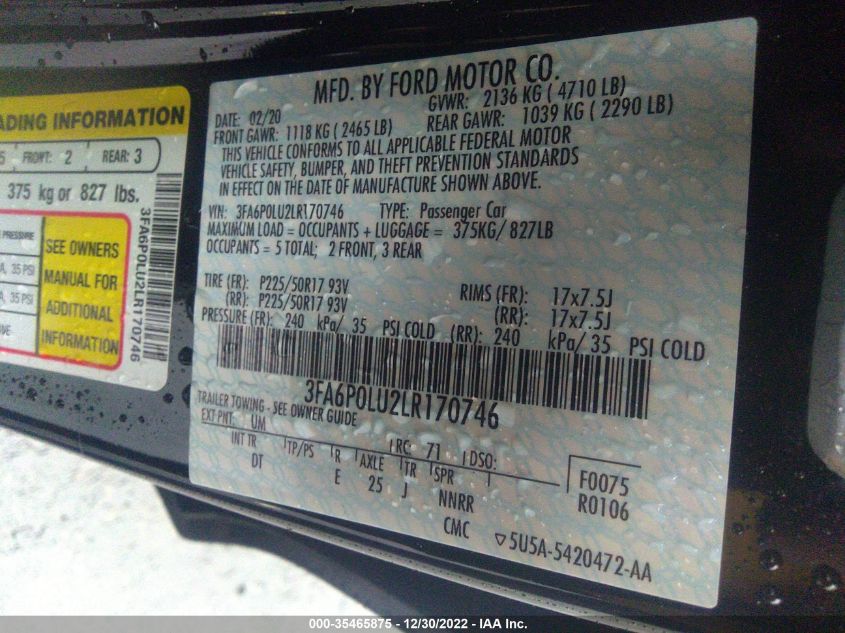 ADING INFORMATION
5 FRONT: 2 REAR: 3
375 kg or 827 lbs.
PRESSURE
35 PSI
35 PSI
SEE OWNERS
MANUAL FOR
ADDITIONAL
INFORMATION
3FA6P0LU2LR170746
MFD. BY FORD MOTOR CO.
DATE: 02/20 GVWR: 2136 KG ( 4710 LB)
FRONT GAWR: 1118 KG ( 2465 LB) REAR GAWR: 1039 KG ( 2290 LB)
THIS VEHICLE CONFORMS TO ALL APPLICABLE FEDERAL MOTOR
VEHICLE SAFETY, BUMPER, AND THEFT PREVENTION STANDARDS
IN EFFECT ON THE DATE OF MANUFACTURE SHOWN ABOVE.
VIN: 3FA6P0LU2LR170746 TYPE: Passenger Car
MAXIMUM LOAD = OCCUPANTS + LUGGAGE = 375KG/ 827LB
OCCUPANTS = 5 TOTAL; 2 FRONT, 3 REAR
TIRE (FR): P225/50R17 93V RIMS (FR): 17x7.5J
(RR): P225/50R17 93V (RR): 17x7.5J
PRESSURE (FR): 240 kPa/ 35 PSI COLD (RR): 240 kPa/ 35 PSI COLD
3FA6P0LU2LR170746
TRAILER TOWING - SEE OWNER GUIDE
EXT PNT: UM RC: 71 DSO:
INT TR TP/PS R AXLE TR SPR
DT E 25 J NNRR
CMC
F0075
R0106
5U5A-5420472-AA
000-35465875 - 12/30/2022 - IAA Inc.